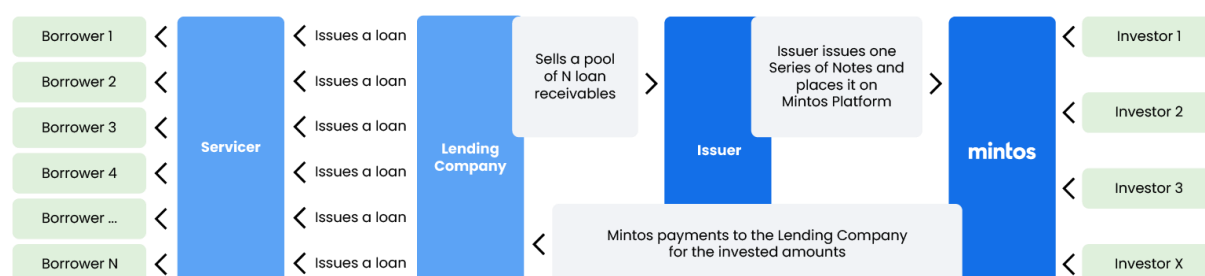 Borrower 1
Borrower 2
Borrower 3
Borrower 4
Borrower ...
Borrower N
Servicer
Issues a loan
Issues a loan
Issues a loan
Issues a loan
Issues a loan
Issues a loan
Lending
Company
Sells a pool
of N loan
receivables
Issuer
Issuer issues one
Series of Notes and
places it on
Mintos Platform
mintos
Mintos payments to the Lending Company
for the invested amounts
Investor 1
Investor 2
Investor 3
Investor X